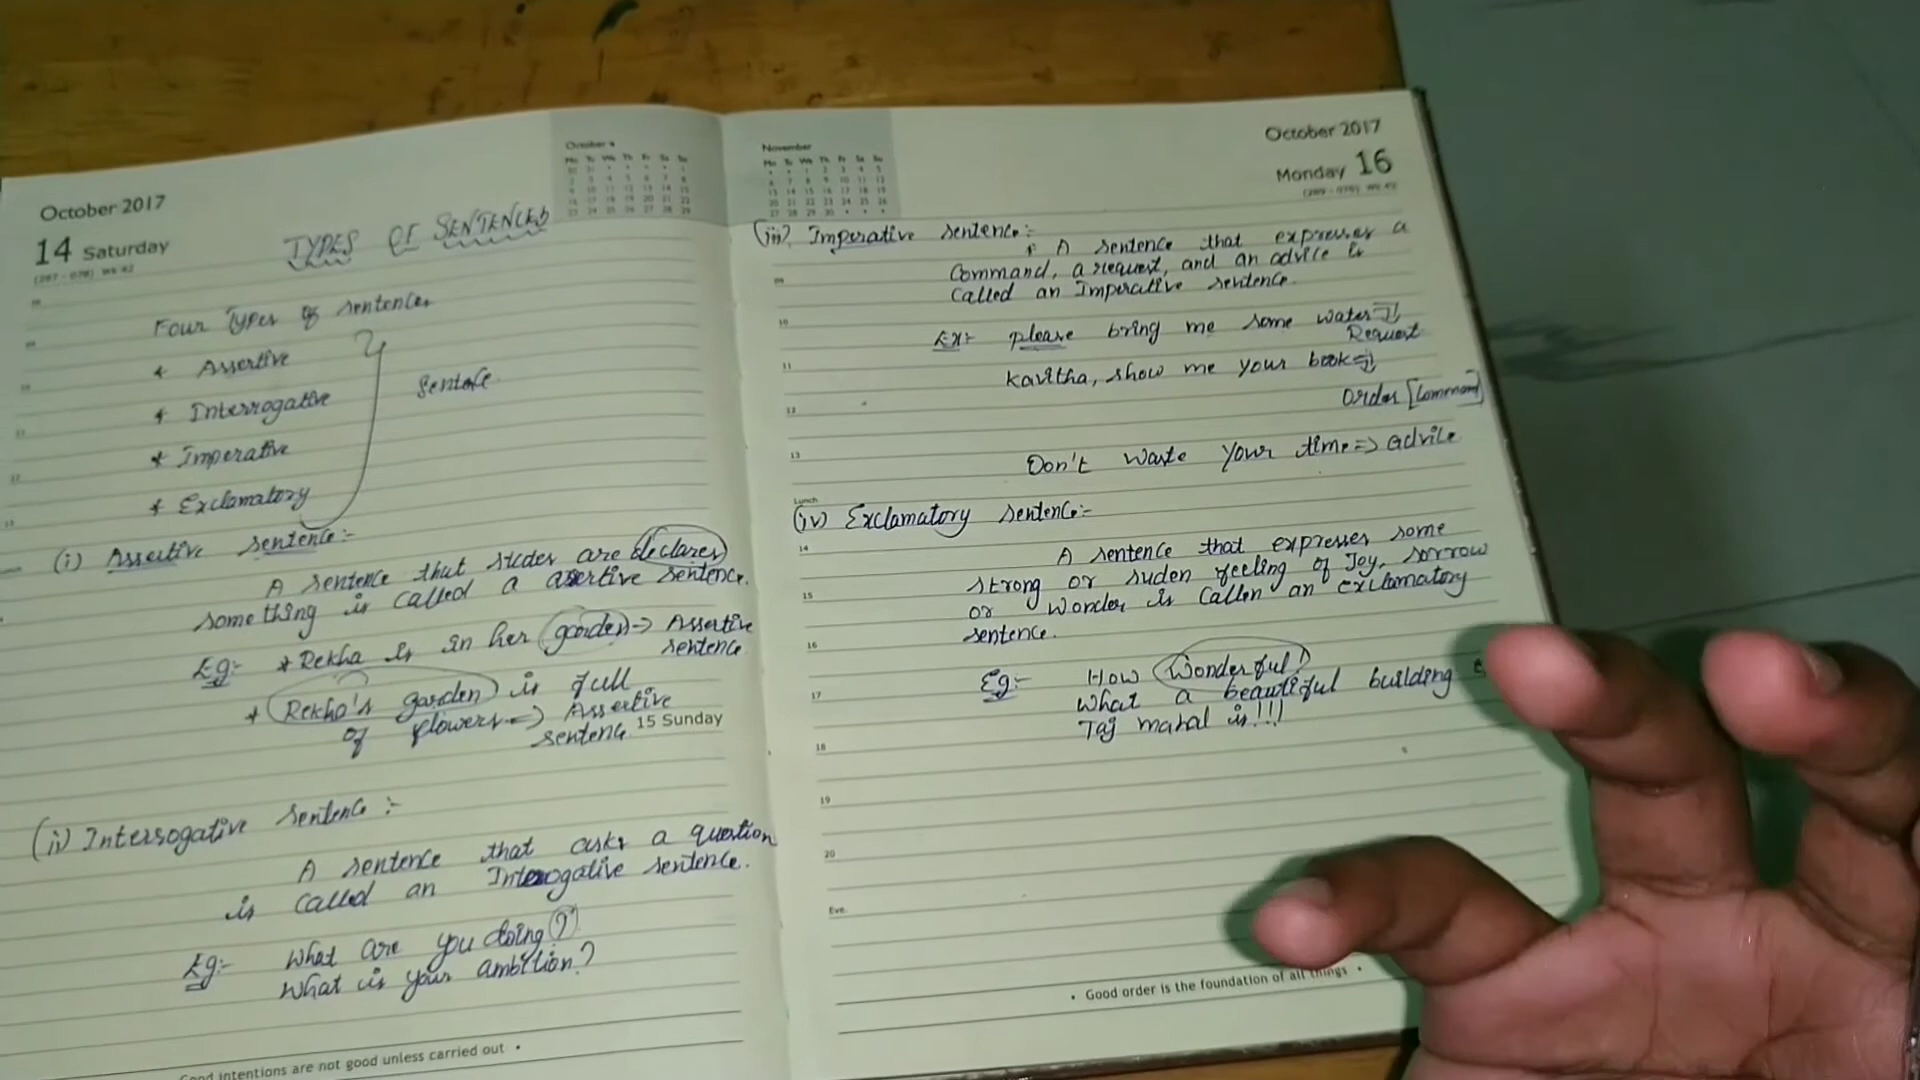 October 2017
14 Saturday
TYPES OF SENTENCES
Four Types of sentences
* Assertive
* Interrogative
* Imperative
* Exclamatory
Sentence
(i) Assertive sentence:-
A sentence that states are declares
something is called a assertive sentence.
Eg:- * Rekha is in her garden -> Assertive
sentence
* Rekha's garden is full
of flowers => Assertive
sentence
15 Sunday
(ii) Interrogative sentence :-
A sentence that asks a question
is called an Interogative sentence.
Eg:- What are you doing?
What is your ambition?
intentions are not good unless carried out •
November
October 2017
Monday 16
(iii) Imperative sentence:-
A sentence that expresses a
Command, a request, and an advice is
called an Imperative sentence.
Ex:- please bring me some water =>
Request
Kavitha, show me your book =>
Order [Command]
Don't waste your time => advice
Lunch
(iv) Exclamatory sentence:-
A sentence that expresses some
strong or suden feeling of Joy, sorrow
or wonder is Callen an exclamatory
sentence.
Eg:- How Wonderful!
What a beautiful building
Taj mahal is!!!
Eve.
• Good order is the foundation of all things •